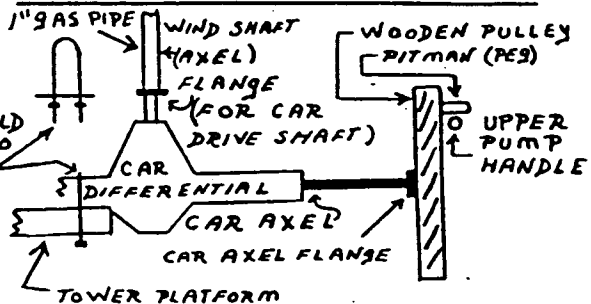 1" GAS PIPE
WIND SHAFT
(AXEL)
FLANGE
(FOR CAR
DRIVE SHAFT)
WOODEN PULLEY
PITMAN (PEG)
UPPER
PUMP
HANDLE
CAR
DIFFERENTIAL
CAR AXEL
CAR AXEL FLANGE
TOWER PLATFORM